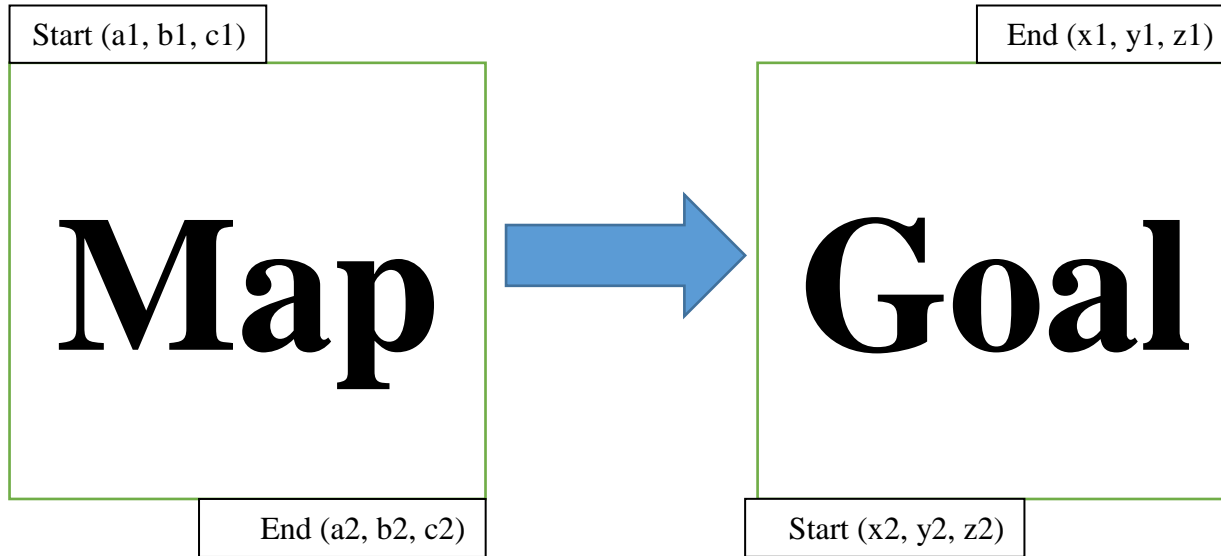 Start (a1, b1, c1)
End (x1, y1, z1)
Map
Goal
End (a2, b2, c2)
Start (x2, y2, z2)